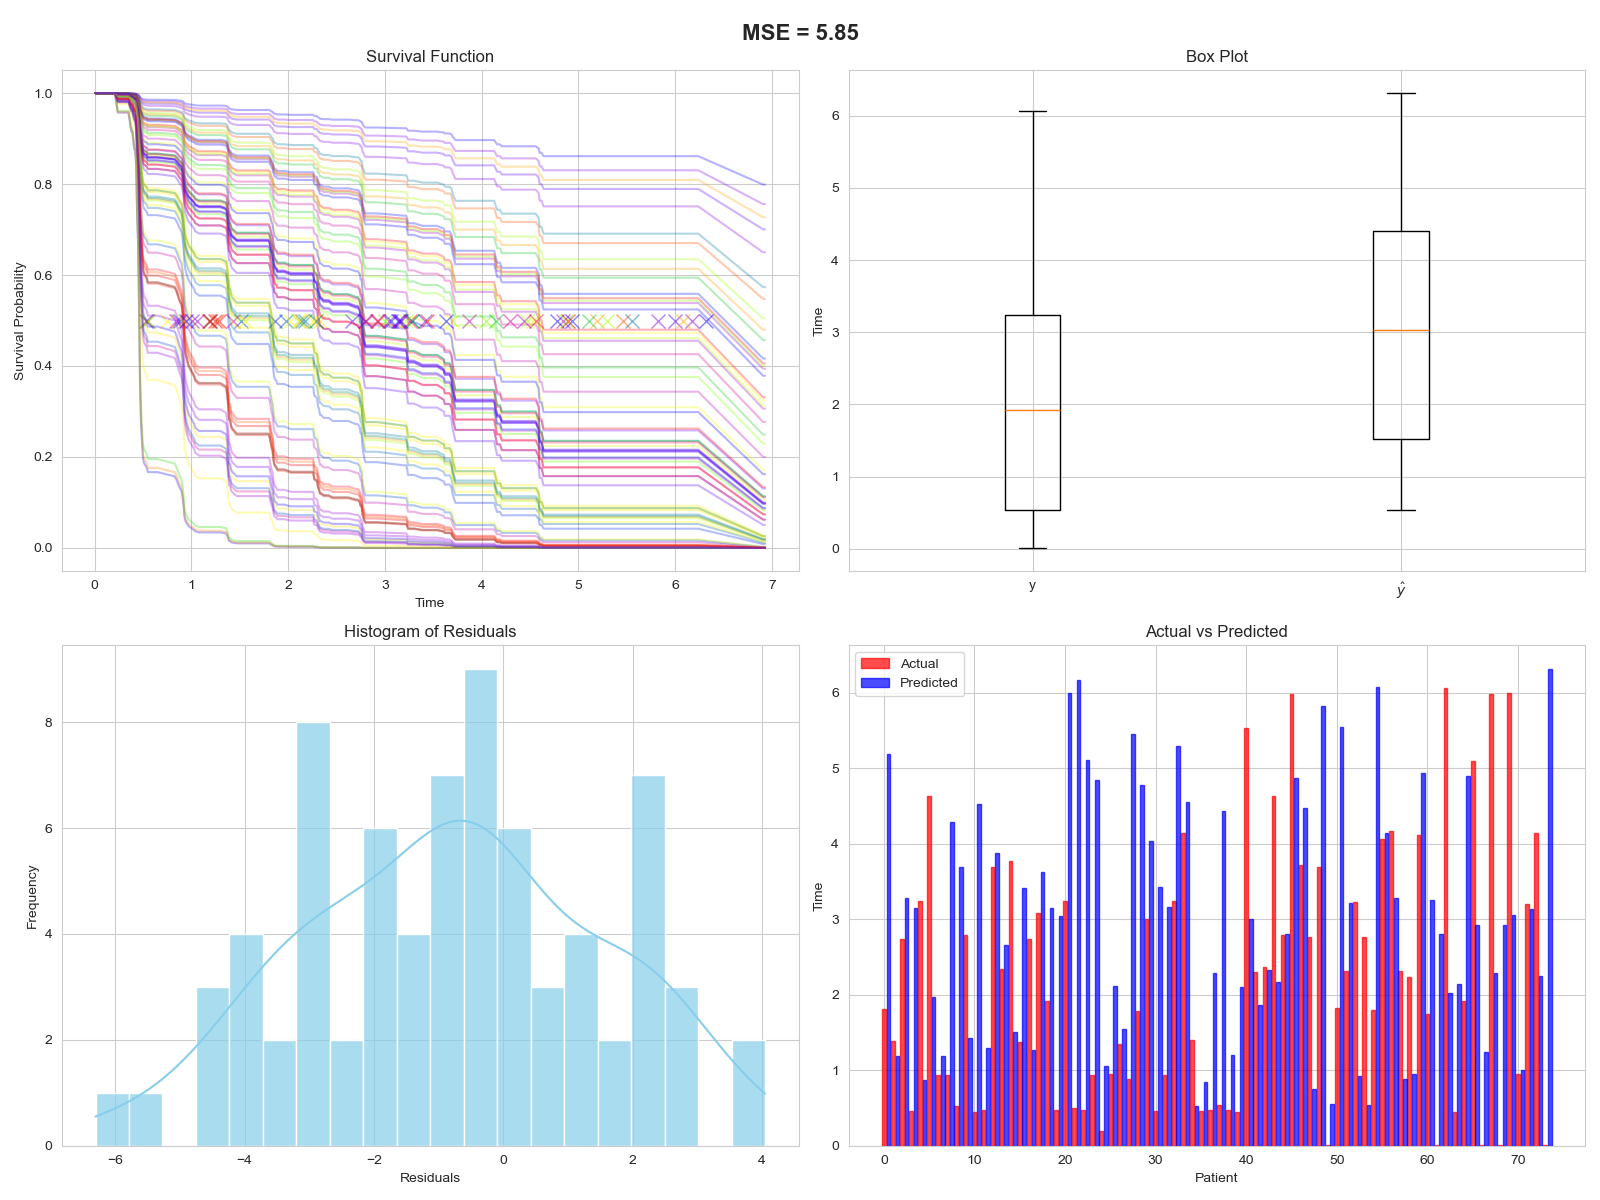 MSE = 5.85
Survival Function
Survival Probability
1.0
0.8
0.6
0.4
0.2
0.0
0 1 2 3 4 5 6 7
Time
Box Plot
Time
6
5
4
3
2
1
0
y ŷ
Histogram of Residuals
Frequency
8
6
4
2
0
−6 −4 −2 0 2 4
Residuals
Actual vs Predicted
Actual
Predicted
Time
6
5
4
3
2
1
0
0 10 20 30 40 50 60 70
Patient